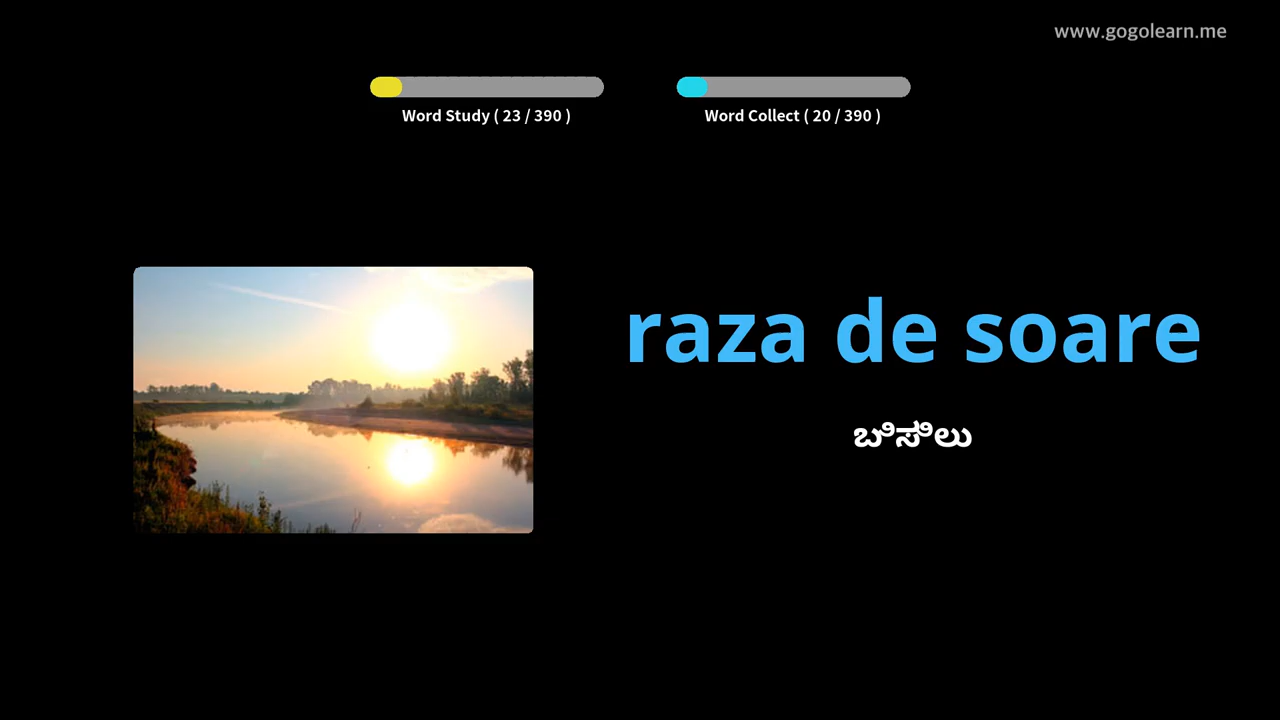 www.gogolearn.me
Word Study ( 23 / 390 )
Word Collect ( 20 / 390 )
raza de soare
ಬಿಸಿಲು